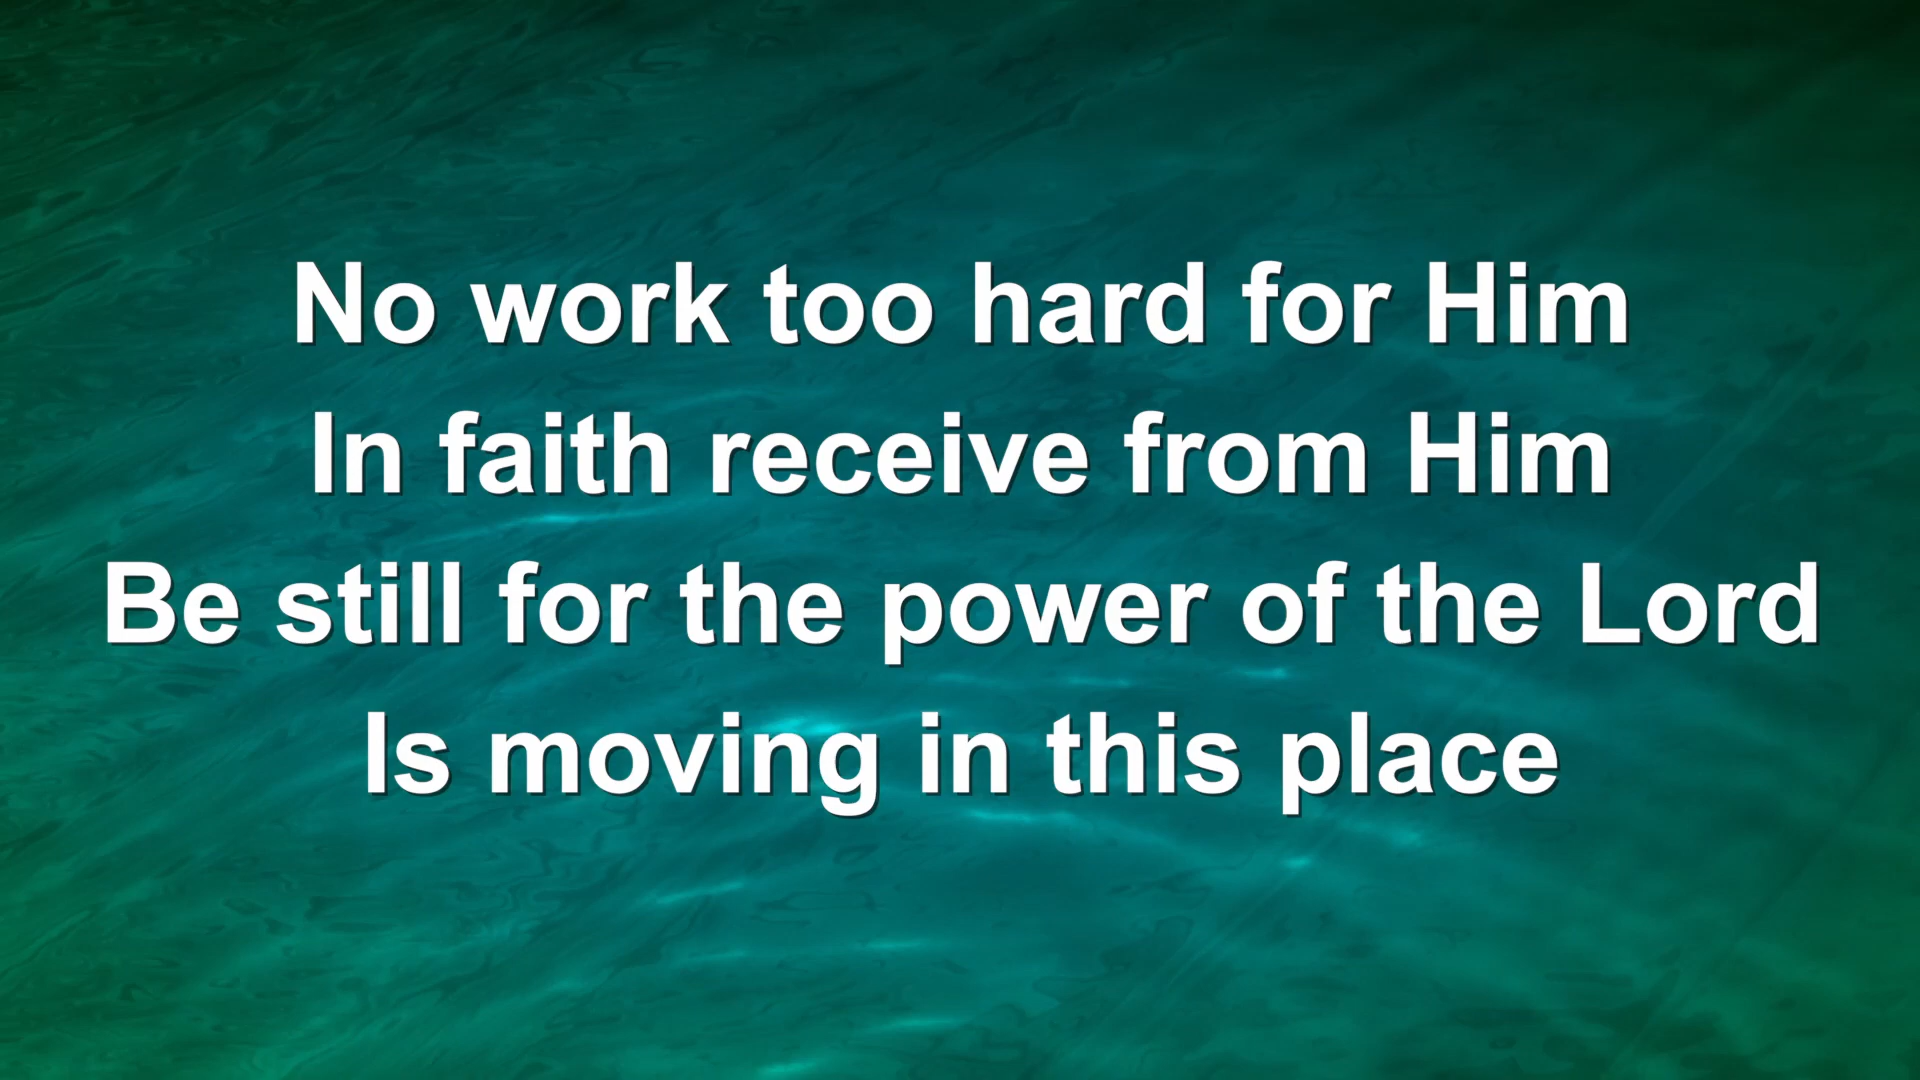 No work too hard for Him
In faith receive from Him
Be still for the power of the Lord
Is moving in this place